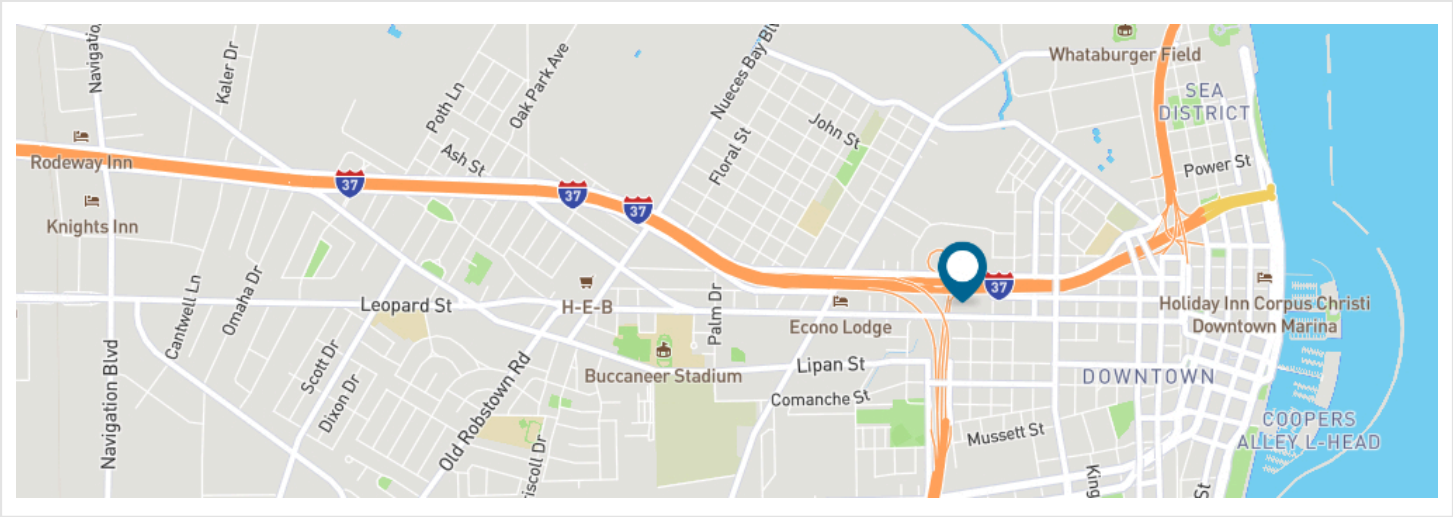 Navigatio
Kaler Dr
Poth Ln
Oak Park Ave
Nueces Bay Blv
Whataburger Field
SEA
DISTRICT
John St
Floral St
Ash St
Power St
Rodeway Inn
37
37
37
Knights Inn
37
Cantwell Ln
Omaha Dr
Leopard St
H-E-B
Palm Dr
Econo Lodge
Holiday Inn Corpus Christi
Downtown Marina
Navigation Blvd
Scott Dr
Dixon Dr
Old Robstown Rd
Buccaneer Stadium
Lipan St
Comanche St
DOWNTOWN
COOPERS
ALLEY L-HEAD
Mussett St
riscoll Dr
King
St